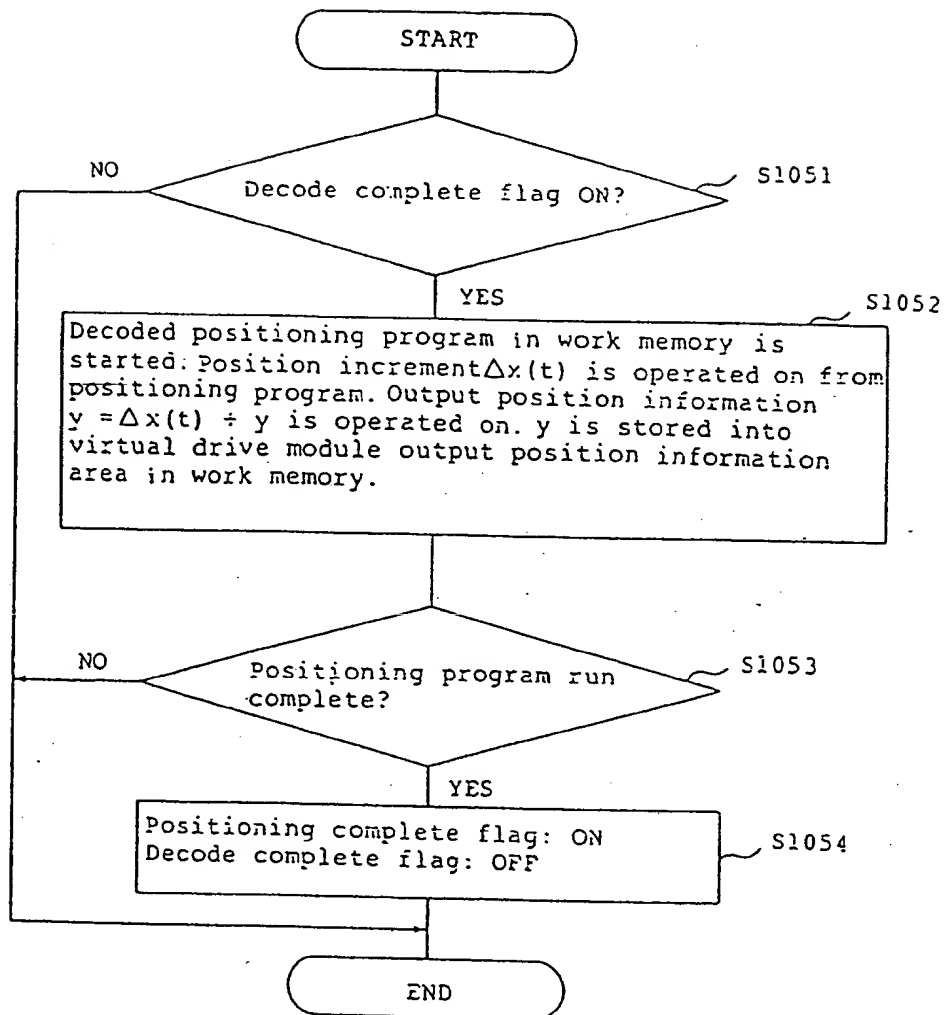 START
NO
Decode complete flag ON?
S1051
YES
S1052
Decoded positioning program in work memory is
started. Position increment Δx(t) is operated on from
positioning program. Output position information
y = Δx(t) ÷ y is operated on. y is stored into
virtual drive module output position information
area in work memory.
NO
Positioning program run
complete?
S1053
YES
Positioning complete flag: ON
Decode complete flag: OFF
S1054
END